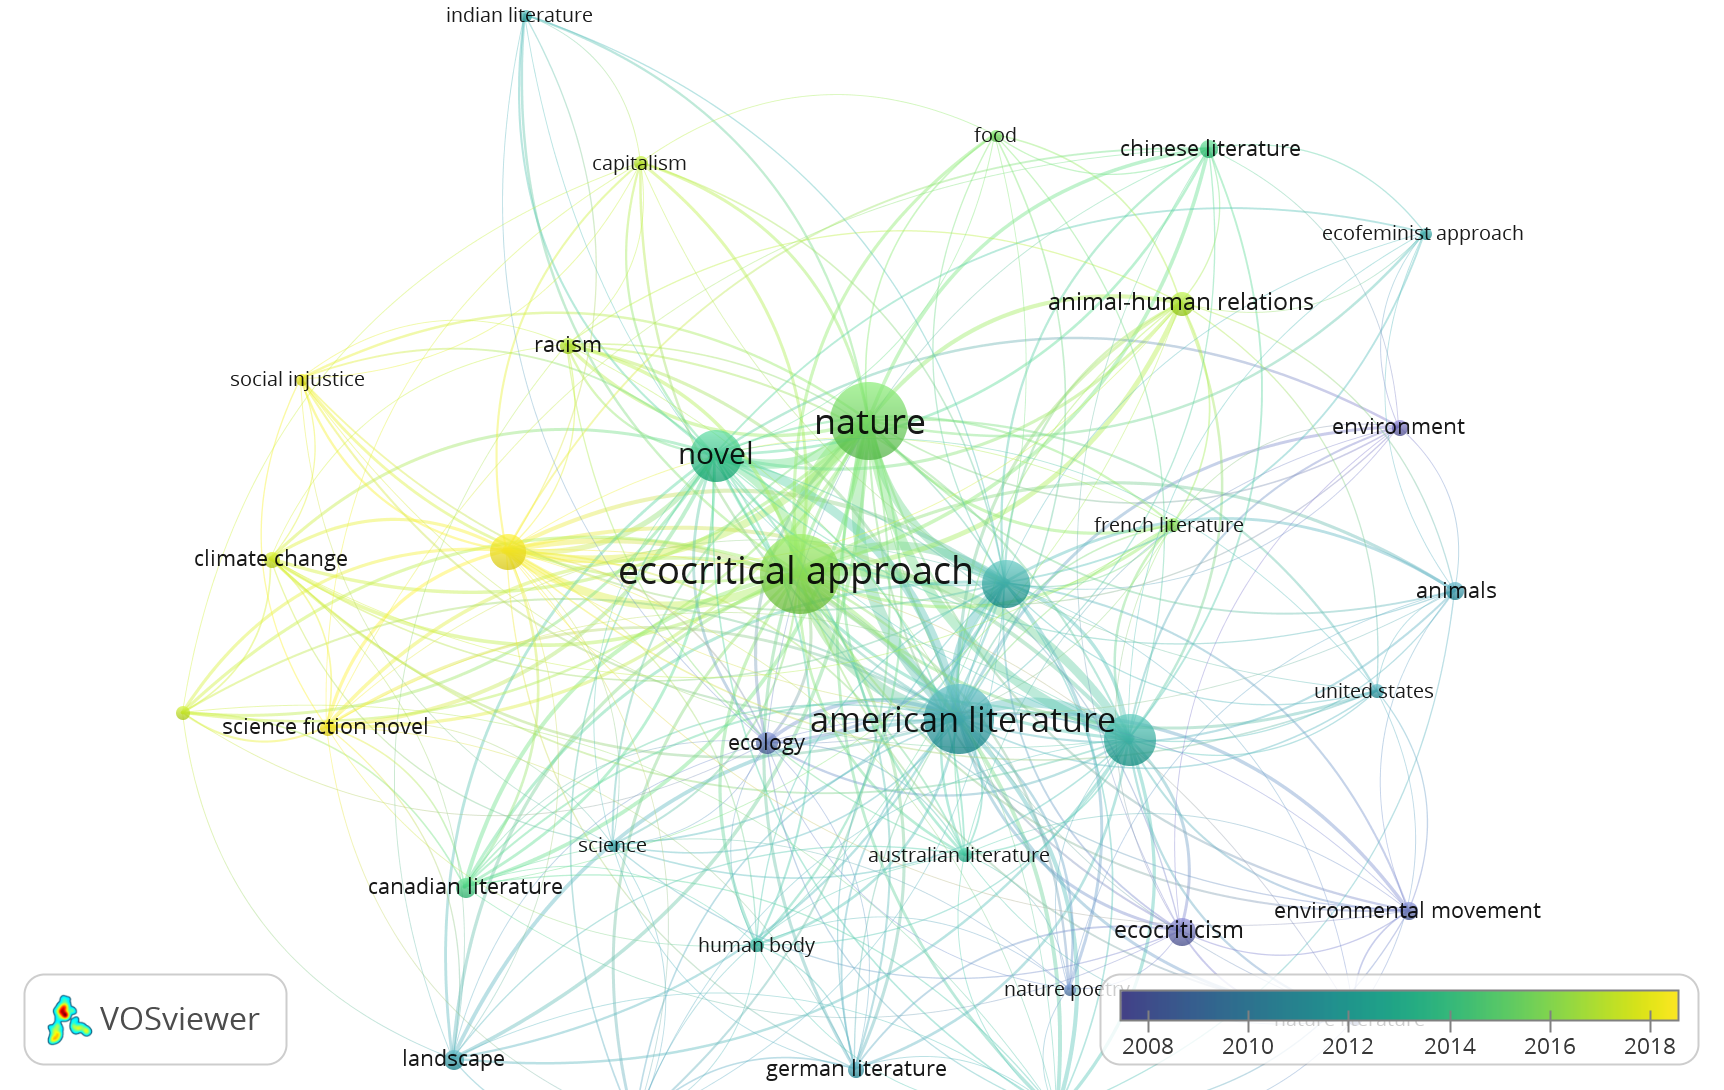 indian literature
food
chinese literature
capitalism
ecofeminist approach
animal-human relations
racism
social injustice
nature
environment
novel
french literature
climate change
ecocritical approach
animals
united states
science fiction novel
american literature
ecology
science
australian literature
canadian literature
environmental movement
ecocriticism
human body
nature poetry
nature literature
VOSviewer
2008 2010 2012 2014 2016 2018
landscape
german literature